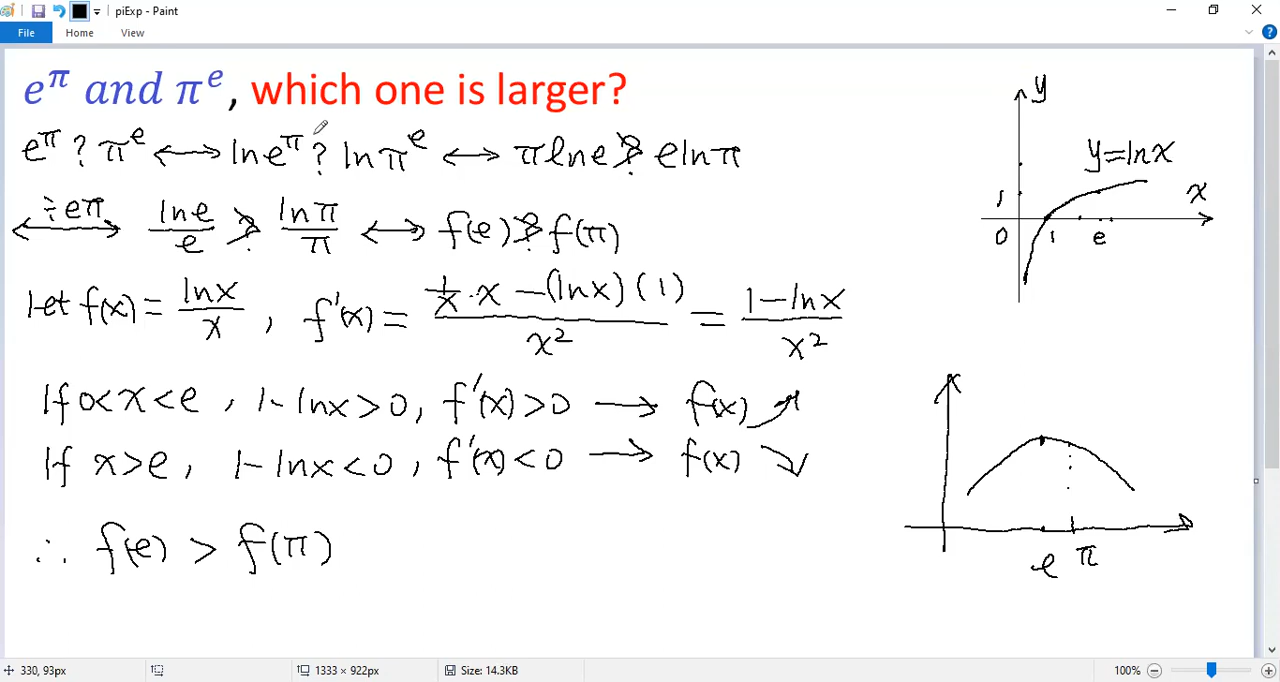 piExp - Paint
File Home View
e^π and π^e, which one is larger?
e^π ? π^e ⟷ ln e^π ? ln π^e ⟷ π ln e > e ln π
÷eπ ⟷ ln e / e > ln π / π ⟷ f(e) > f(π)
let f(x) = ln x / x , f'(x) = (1/x · x − (ln x)(1)) / x² = (1 − ln x) / x²
If 0 < x < e , 1 - ln x > 0 , f'(x) > 0 → f(x) ↗
If x > e , 1 - ln x < 0 , f'(x) < 0 → f(x) ↘
∴ f(e) > f(π)
y
y = ln x
x
1
0 1 e
e π
330, 93px
1333 × 922px
Size: 14.3KB
100%